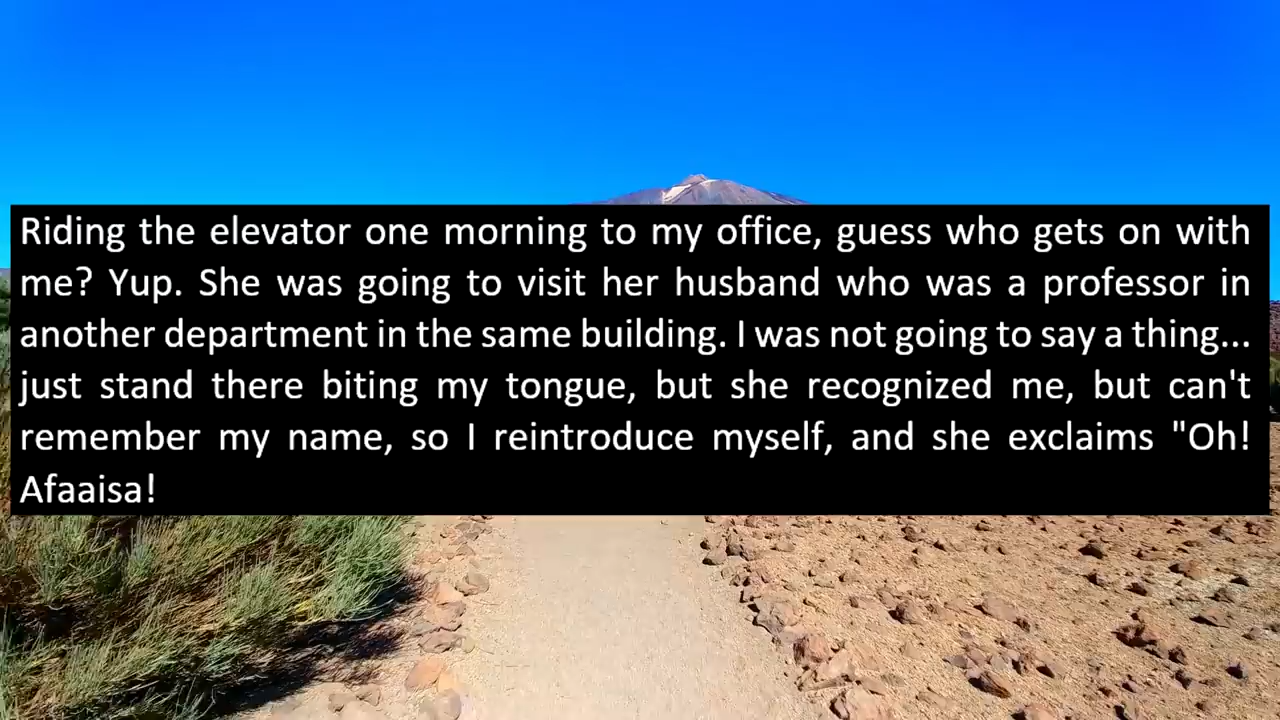 Riding the elevator one morning to my office, guess who gets on with
me? Yup. She was going to visit her husband who was a professor in
another department in the same building. I was not going to say a thing...
just stand there biting my tongue, but she recognized me, but can't
remember my name, so I reintroduce myself, and she exclaims "Oh!
Afaaisa!